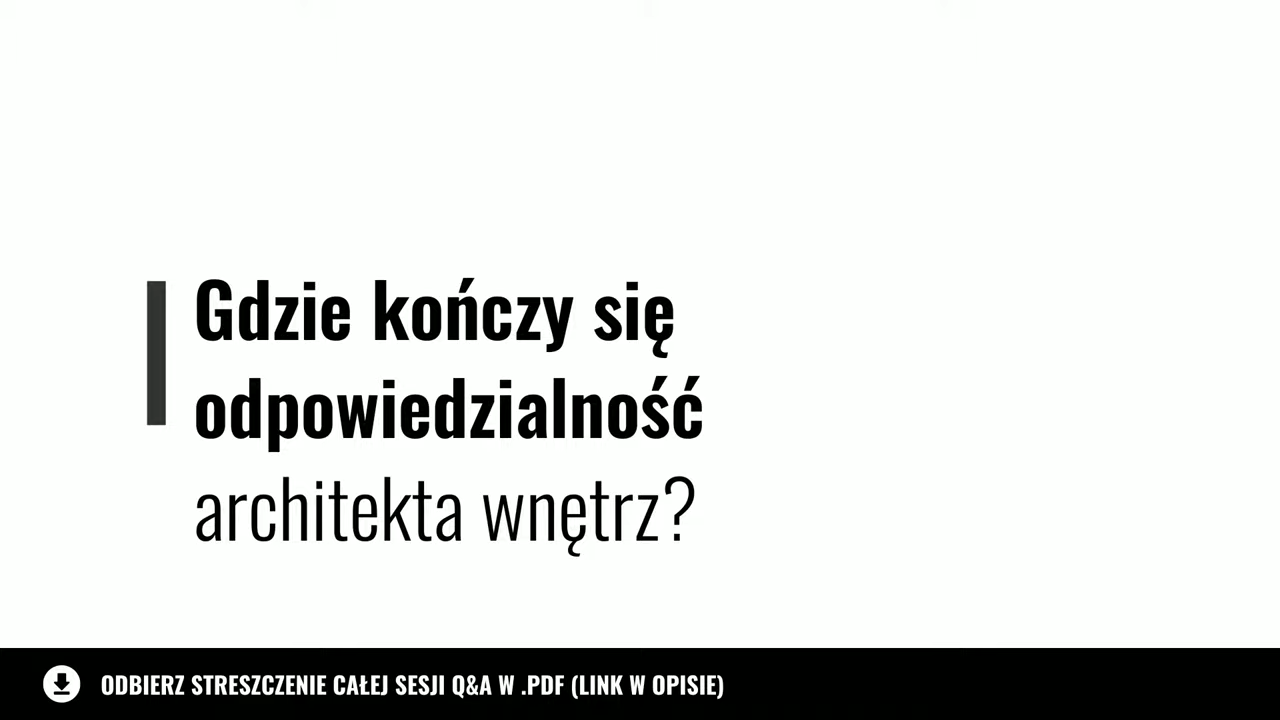 Gdzie kończy się
odpowiedzialność
architekta wnętrz?
ODBIERZ STRESZCZENIE CAŁEJ SESJI Q&A W .PDF (LINK W OPISIE)